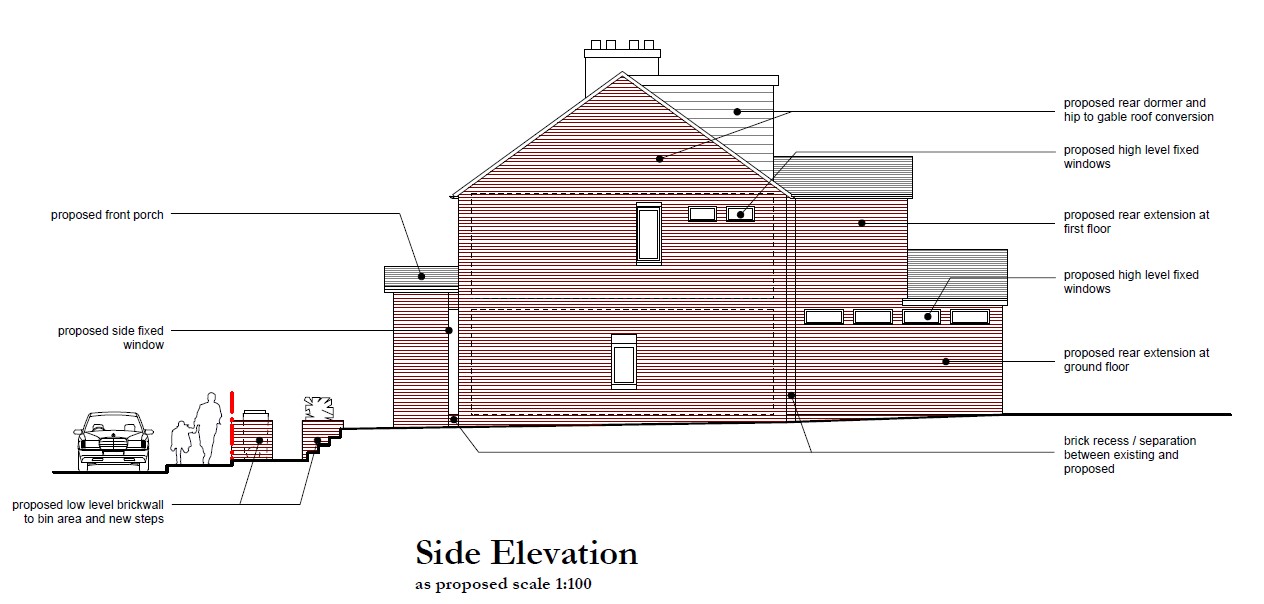 proposed rear dormer and
hip to gable roof conversion
proposed high level fixed
windows
proposed front porch
proposed rear extension at
first floor
proposed high level fixed
windows
proposed side fixed
window
proposed rear extension at
ground floor
brick recess / separation
between existing and
proposed
proposed low level brickwall
to bin area and new steps
Side Elevation
as proposed scale 1:100